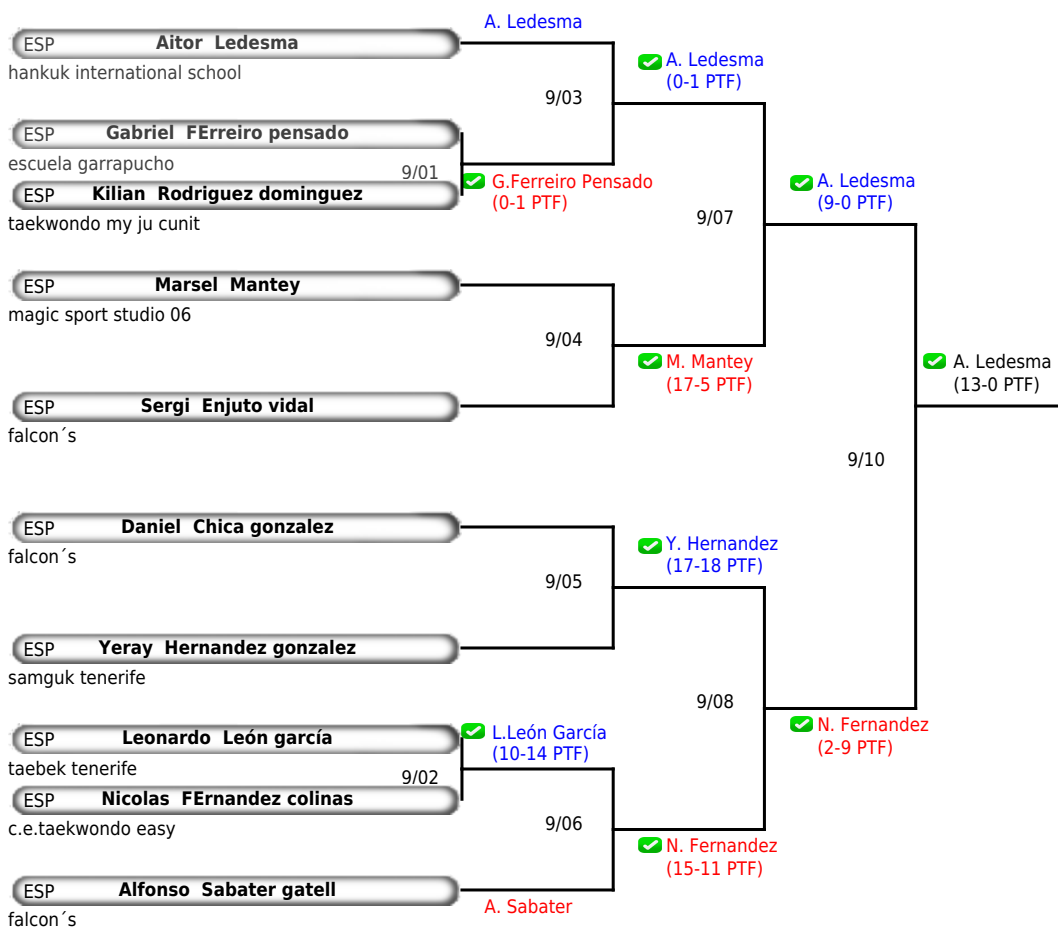 A. Ledesma
ESP Aitor Ledesma
hankuk international school
A. Ledesma
(0-1 PTF)
9/03
ESP Gabriel FErreiro pensado
escuela garrapucho
9/01
G.Ferreiro Pensado
(0-1 PTF)
ESP Kilian Rodriguez dominguez
taekwondo my ju cunit
A. Ledesma
(9-0 PTF)
9/07
ESP Marsel Mantey
magic sport studio 06
9/04
M. Mantey
(17-5 PTF)
A. Ledesma
(13-0 PTF)
ESP Sergi Enjuto vidal
falcon´s
9/10
ESP Daniel Chica gonzalez
falcon´s
Y. Hernandez
(17-18 PTF)
9/05
ESP Yeray Hernandez gonzalez
samguk tenerife
9/08
N. Fernandez
(2-9 PTF)
ESP Leonardo León garcía
taebek tenerife
L.León García
(10-14 PTF)
9/02
ESP Nicolas FErnandez colinas
c.e.taekwondo easy
9/06
N. Fernandez
(15-11 PTF)
ESP Alfonso Sabater gatell
falcon´s
A. Sabater